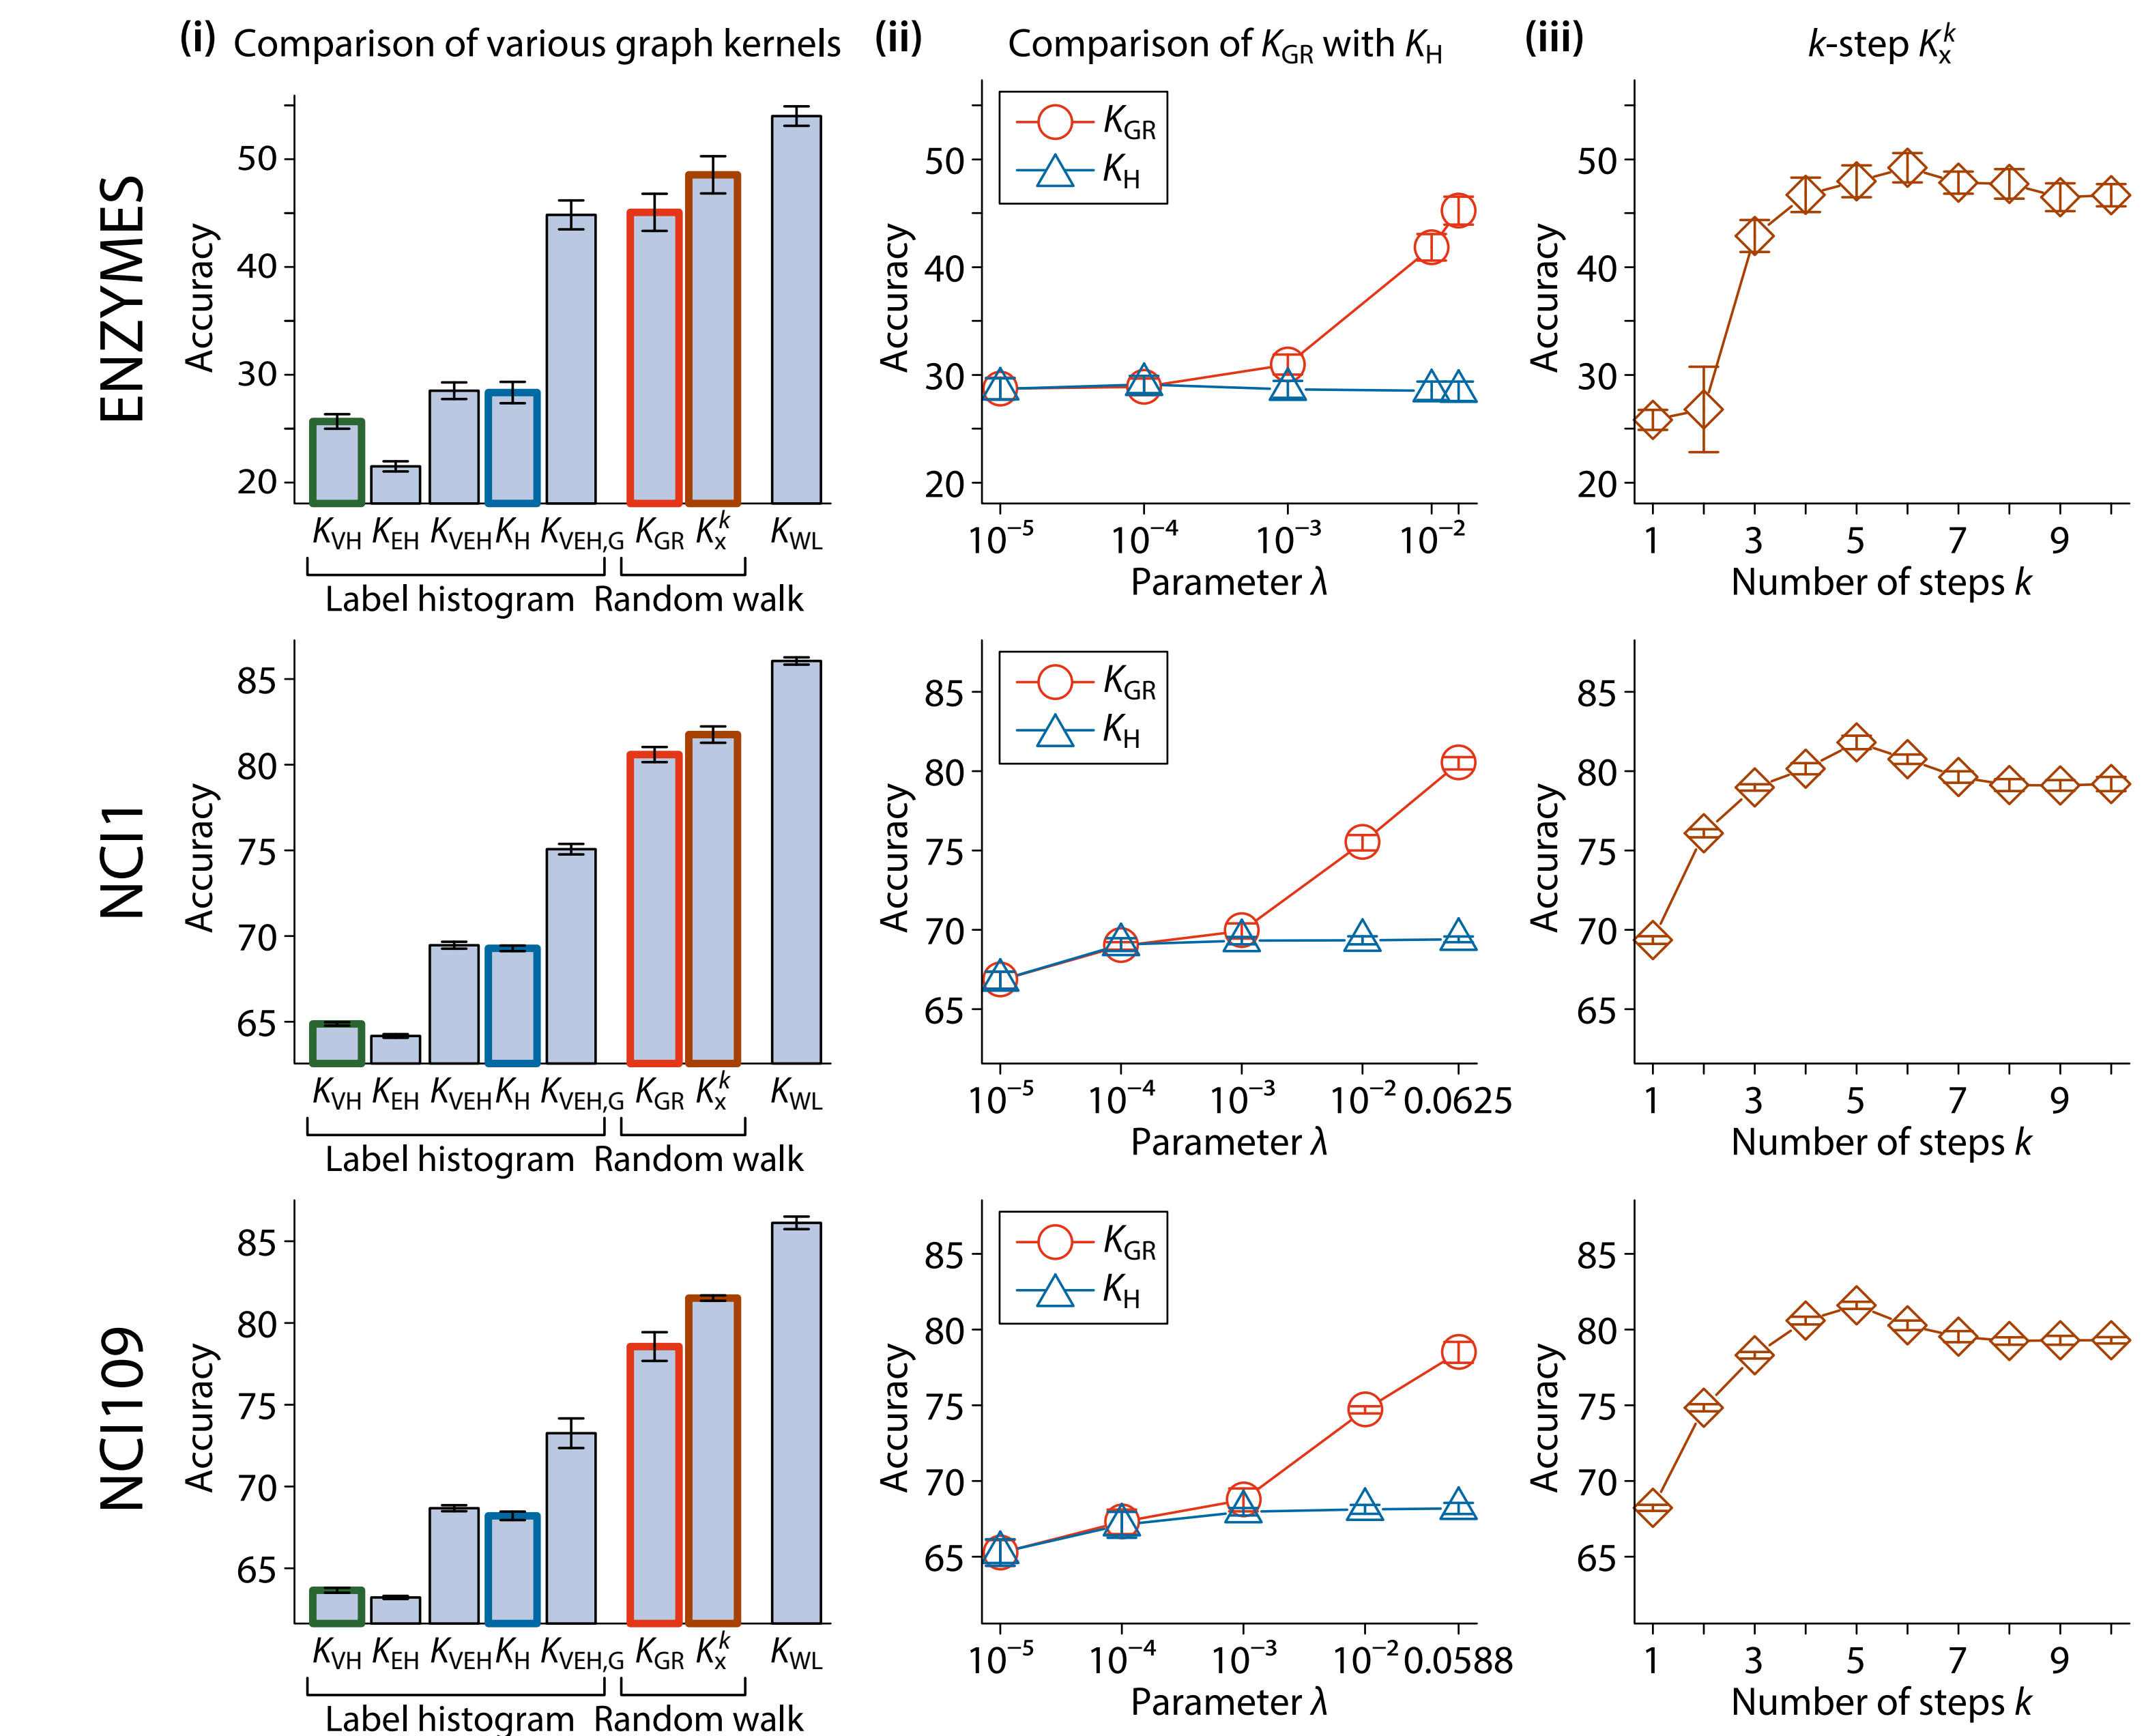 (i) Comparison of various graph kernels
(ii) Comparison of K_GR with K_H
(iii) k-step K_x^k
ENZYMES
Accuracy
50
40
30
20
K_VH K_EH K_VEH K_H K_VEH,G K_GR K_x^k K_WL
Label histogram Random walk
K_GR
K_H
Accuracy
50
40
30
20
10⁻⁵ 10⁻⁴ 10⁻³ 10⁻²
Parameter λ
Accuracy
50
40
30
20
1 3 5 7 9
Number of steps k
NCI1
Accuracy
85
80
75
70
65
K_VH K_EH K_VEH K_H K_VEH,G K_GR K_x^k K_WL
Label histogram Random walk
K_GR
K_H
Accuracy
85
80
75
70
65
10⁻⁵ 10⁻⁴ 10⁻³ 10⁻² 0.0625
Parameter λ
Accuracy
85
80
75
70
65
1 3 5 7 9
Number of steps k
NCI109
Accuracy
85
80
75
70
65
K_VH K_EH K_VEH K_H K_VEH,G K_GR K_x^k K_WL
Label histogram Random walk
K_GR
K_H
Accuracy
85
80
75
70
65
10⁻⁵ 10⁻⁴ 10⁻³ 10⁻² 0.0588
Parameter λ
Accuracy
85
80
75
70
65
1 3 5 7 9
Number of steps k